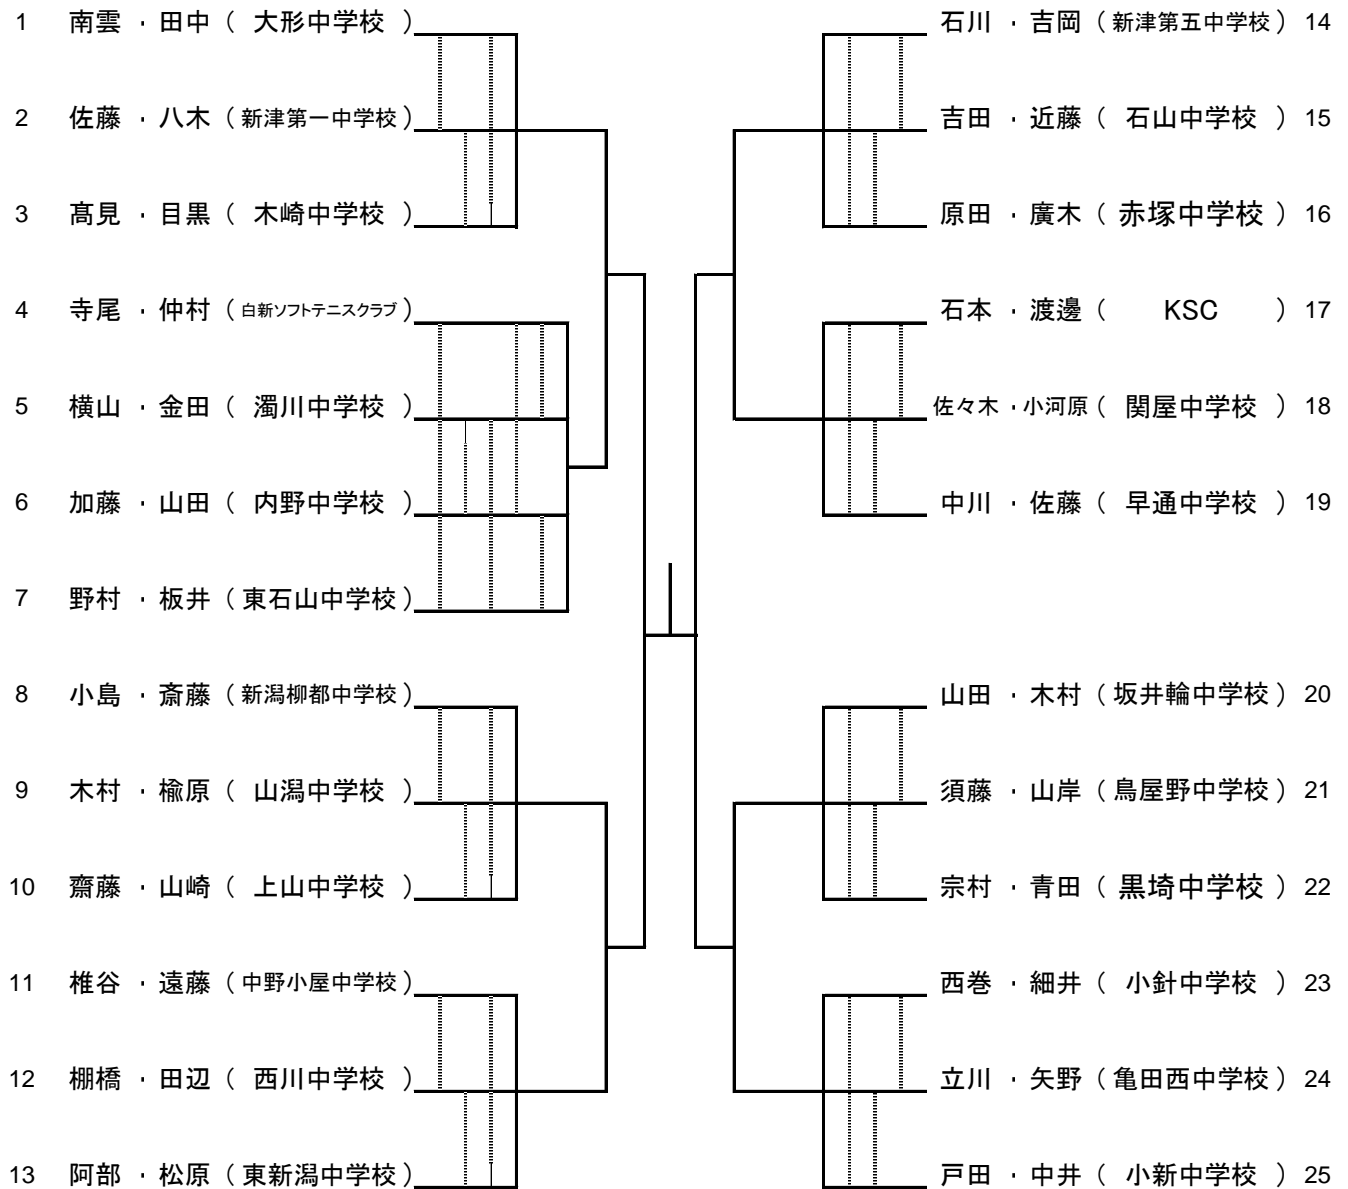 1 南雲 ・ 田中 ( 大形中学校 )
2 佐藤 ・ 八木 ( 新津第一中学校 )
3 髙見 ・ 目黒 ( 木崎中学校 )
4 寺尾 ・ 仲村 ( 白新ソフトテニスクラブ )
5 横山 ・ 金田 ( 濁川中学校 )
6 加藤 ・ 山田 ( 内野中学校 )
7 野村 ・ 板井 ( 東石山中学校 )
8 小島 ・ 斎藤 ( 新潟柳都中学校 )
9 木村 ・ 楡原 ( 山潟中学校 )
10 齋藤 ・ 山崎 ( 上山中学校 )
11 椎谷 ・ 遠藤 ( 中野小屋中学校 )
12 棚橋 ・ 田辺 ( 西川中学校 )
13 阿部 ・ 松原 ( 東新潟中学校 )
石川 ・ 吉岡 ( 新津第五中学校 ) 14
吉田 ・ 近藤 ( 石山中学校 ) 15
原田 ・ 廣木 ( 赤塚中学校 ) 16
石本 ・ 渡邊 ( KSC ) 17
佐々木 ・ 小河原 ( 関屋中学校 ) 18
中川 ・ 佐藤 ( 早通中学校 ) 19
山田 ・ 木村 ( 坂井輪中学校 ) 20
須藤 ・ 山岸 ( 鳥屋野中学校 ) 21
宗村 ・ 青田 ( 黒埼中学校 ) 22
西巻 ・ 細井 ( 小針中学校 ) 23
立川 ・ 矢野 ( 亀田西中学校 ) 24
戸田 ・ 中井 ( 小新中学校 ) 25